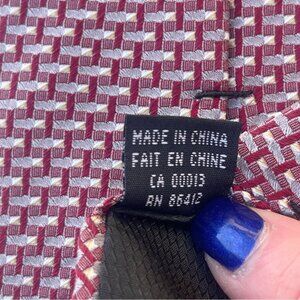 MADE IN CHINA
FAIT EN CHINE
CA 00013
RN 86412